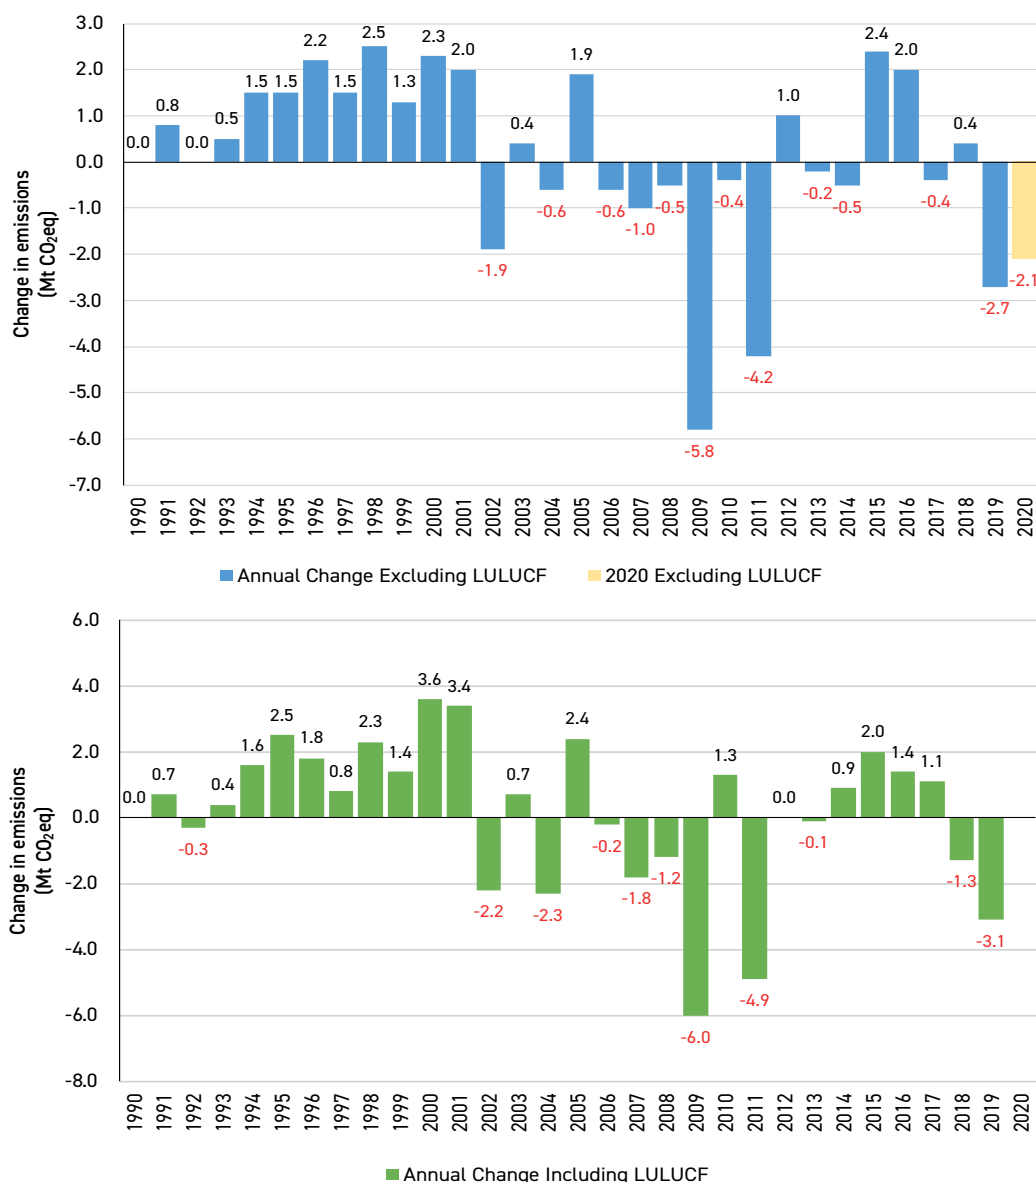 3.0
2.0
1.0
0.0
-1.0
-2.0
-3.0
-4.0
-5.0
-6.0
-7.0
Change in emissions
(Mt CO₂eq)
0.0 0.8 0.0 0.5 1.5 1.5 2.2 1.5 2.5 1.3 2.3 2.0 -1.9 0.4 -0.6 1.9 -0.6 -1.0 -0.5 -5.8 -0.4 -4.2 1.0 -0.2 -0.5 2.4 2.0 -0.4 0.4 -2.7 -2.1
1990 1991 1992 1993 1994 1995 1996 1997 1998 1999 2000 2001 2002 2003 2004 2005 2006 2007 2008 2009 2010 2011 2012 2013 2014 2015 2016 2017 2018 2019 2020
Annual Change Excluding LULUCF 2020 Excluding LULUCF
6.0
4.0
2.0
0.0
-2.0
-4.0
-6.0
-8.0
Change in emissions
(Mt CO₂eq)
0.0 0.7 -0.3 0.4 1.6 2.5 1.8 0.8 2.3 1.4 3.6 3.4 -2.2 0.7 -2.3 2.4 -0.2 -1.8 -1.2 -6.0 1.3 -4.9 0.0 -0.1 0.9 2.0 1.4 1.1 -1.3 -3.1
1990 1991 1992 1993 1994 1995 1996 1997 1998 1999 2000 2001 2002 2003 2004 2005 2006 2007 2008 2009 2010 2011 2012 2013 2014 2015 2016 2017 2018 2019 2020
Annual Change Including LULUCF